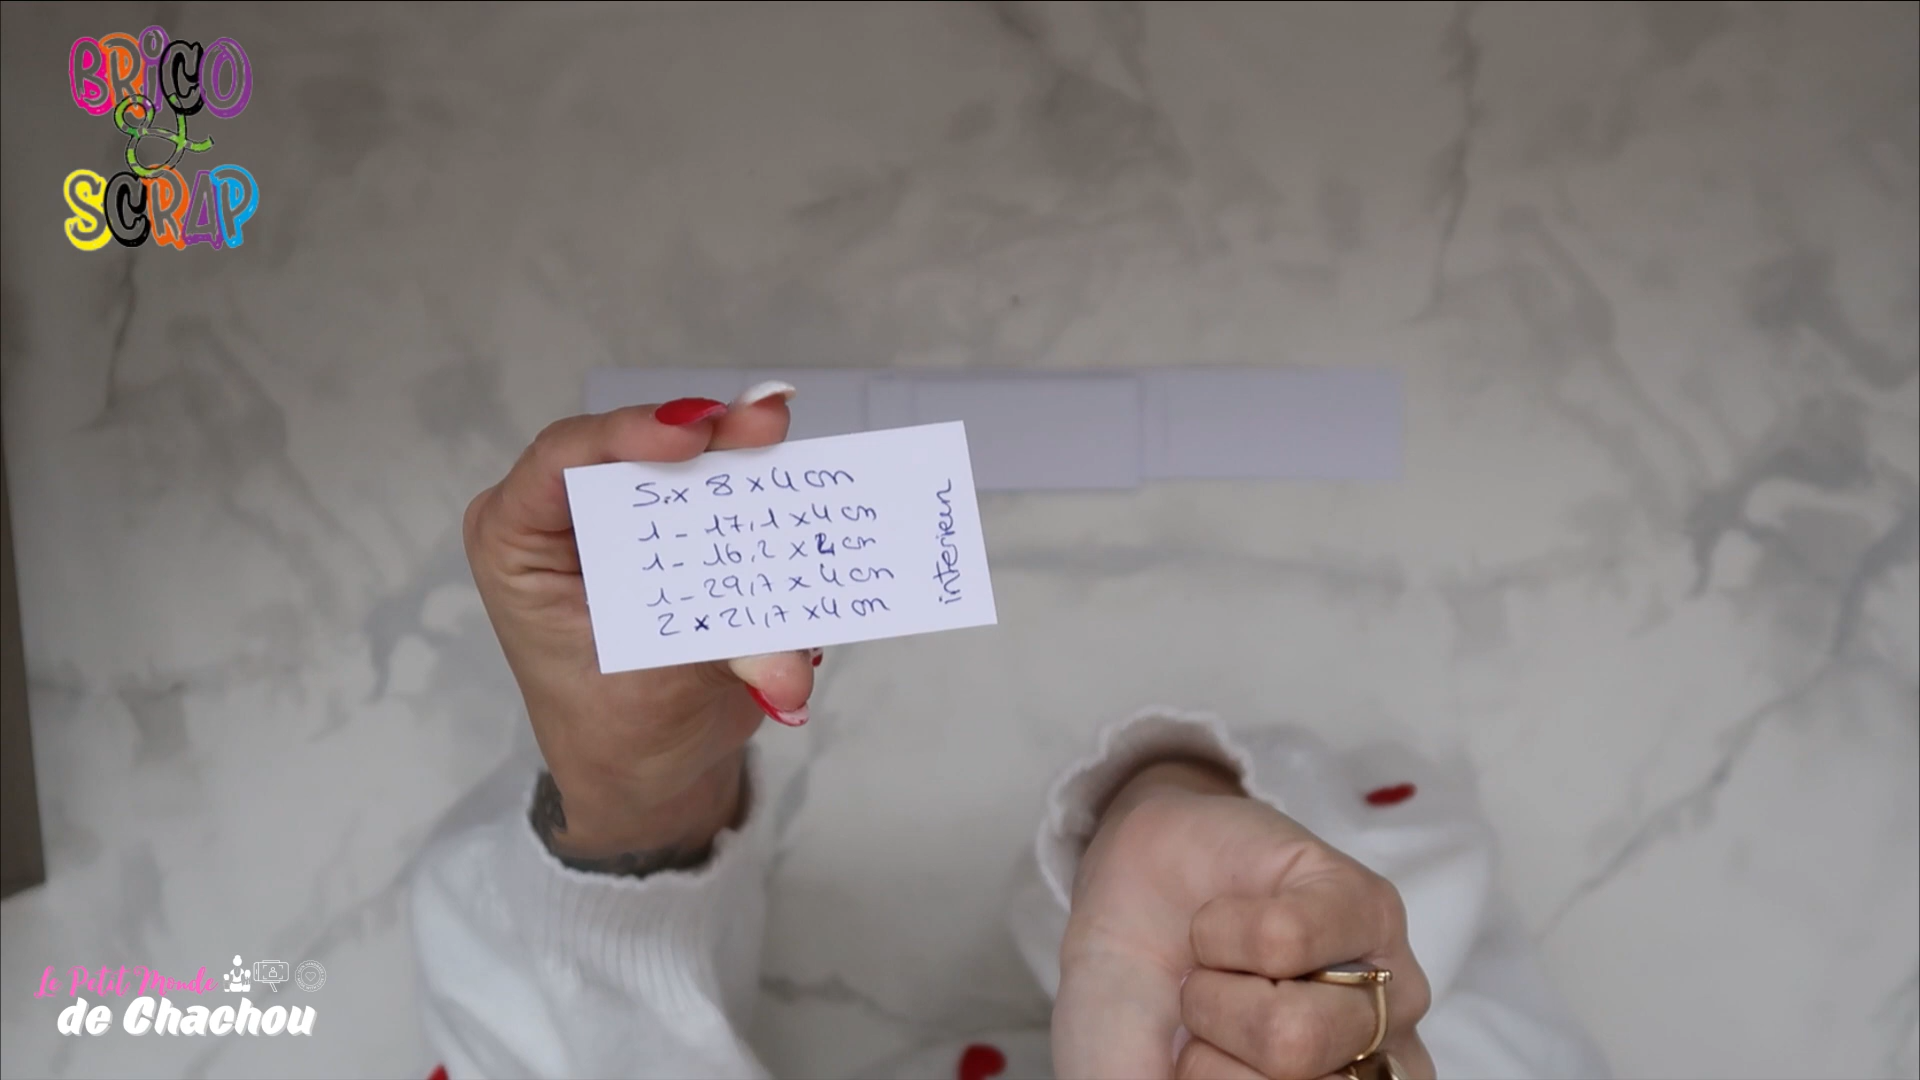 BRiCO
&
SCRAP
5 x 8 x 4 cm
1 - 17,1 x 4 cm
1 - 16,2 x 4 cm
1 - 29,7 x 4 cm
2 x 21,7 x 4 cm
interieur
Le Petit Monde
de Chachou